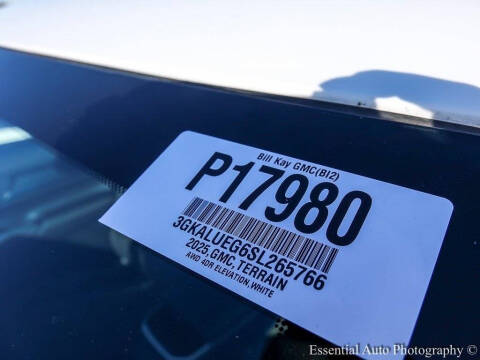 Bill Kay GMC(BI2)
P17980
3GKALUEG6SL265766
2025,GMC, TERRAIN
AWD 4DR ELEVATION,WHITE
Essential Auto Photography ©